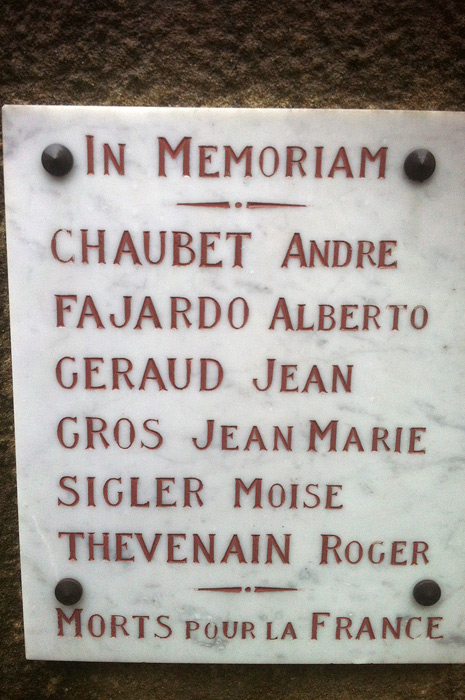 IN MEMORIAM
CHAUBET ANDRE
FAJARDO ALBERTO
GERAUD JEAN
GROS JEAN MARIE
SIGLER MOISE
THEVENAIN ROGER
MORTS POUR LA FRANCE